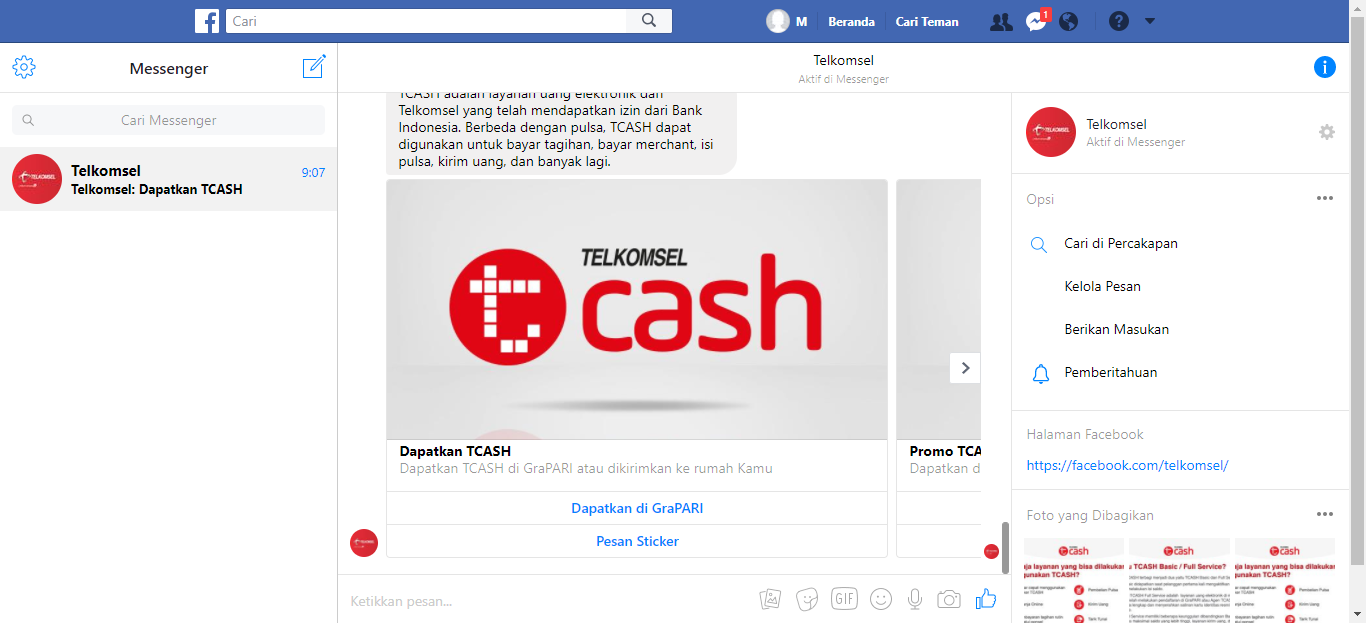 f
Cari
M
Beranda
Cari Teman
1
?
Messenger
Telkomsel
Aktif di Messenger
i
Cari Messenger
Telkomsel
9:07
Telkomsel: Dapatkan TCASH
TCASH adalah layanan uang elektronik dari
Telkomsel yang telah mendapatkan izin dari Bank
Indonesia. Berbeda dengan pulsa, TCASH dapat
digunakan untuk bayar tagihan, bayar merchant, isi
pulsa, kirim uang, dan banyak lagi.
TELKOMSEL
t cash
Dapatkan TCASH
Dapatkan TCASH di GraPARI atau dikirimkan ke rumah Kamu
Dapatkan di GraPARI
Pesan Sticker
Promo TCA
Dapatkan d
Ketikkan pesan...
GIF
TELKOMSEL
Telkomsel
Aktif di Messenger
Opsi
Cari di Percakapan
Kelola Pesan
Berikan Masukan
Pemberitahuan
Halaman Facebook
https://facebook.com/telkomsel/
Foto yang Dibagikan
cash
cash
cash
ja layanan yang bisa dilakukan
gunakan TCASH?
u TCASH Basic / Full Service?
ja layanan yang bisa dilakukan
gunakan TCASH?